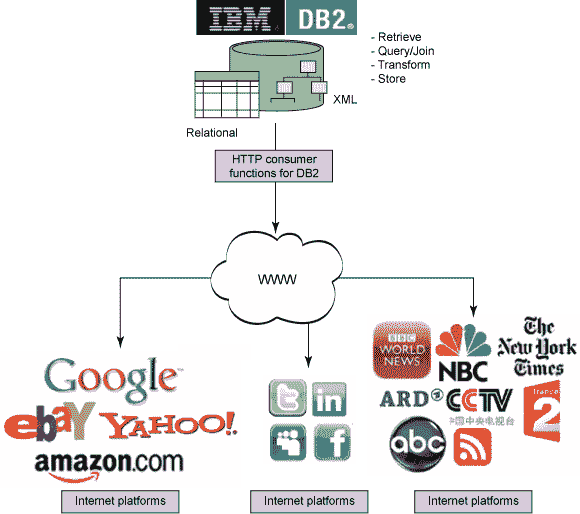 IBM DB2®
- Retrieve
- Query/Join
- Transform
- Store
XML
Relational
HTTP consumer
functions for DB2
WWW
Google™
ebaY YAHOO!
amazon.com
t in
f
BBC
WORLD
NEWS
NBC
The
New York
Times
ARD CCTV
中国中央电视台
france
2
abc
Internet platforms
Internet platforms
Internet platforms